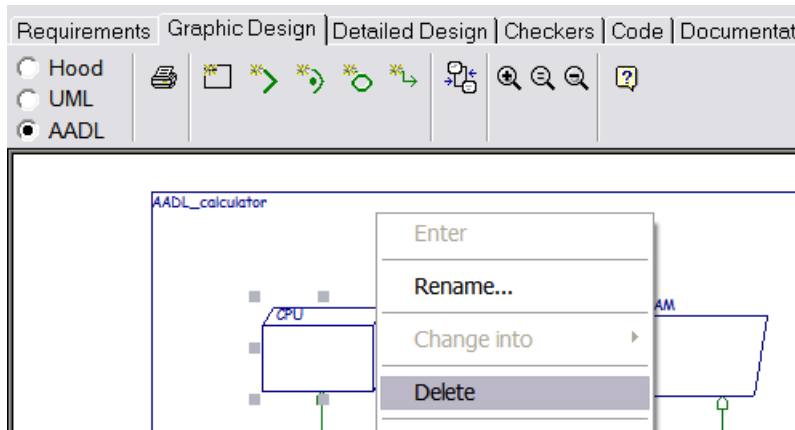 Requirements Graphic Design Detailed Design Checkers Code Documentat
Hood
UML
AADL
AADL_calculator
Enter
Rename...
CPU
AM
Change into
Delete